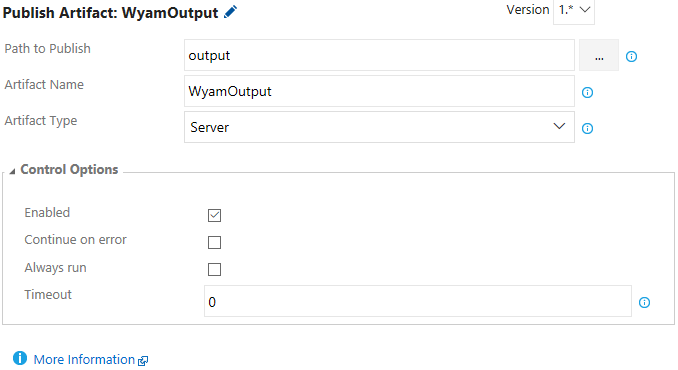 Publish Artifact: WyamOutput
Version 1.*
Path to Publish output ...
Artifact Name WyamOutput
Artifact Type Server
Control Options
Enabled
Continue on error
Always run
Timeout 0
More Information